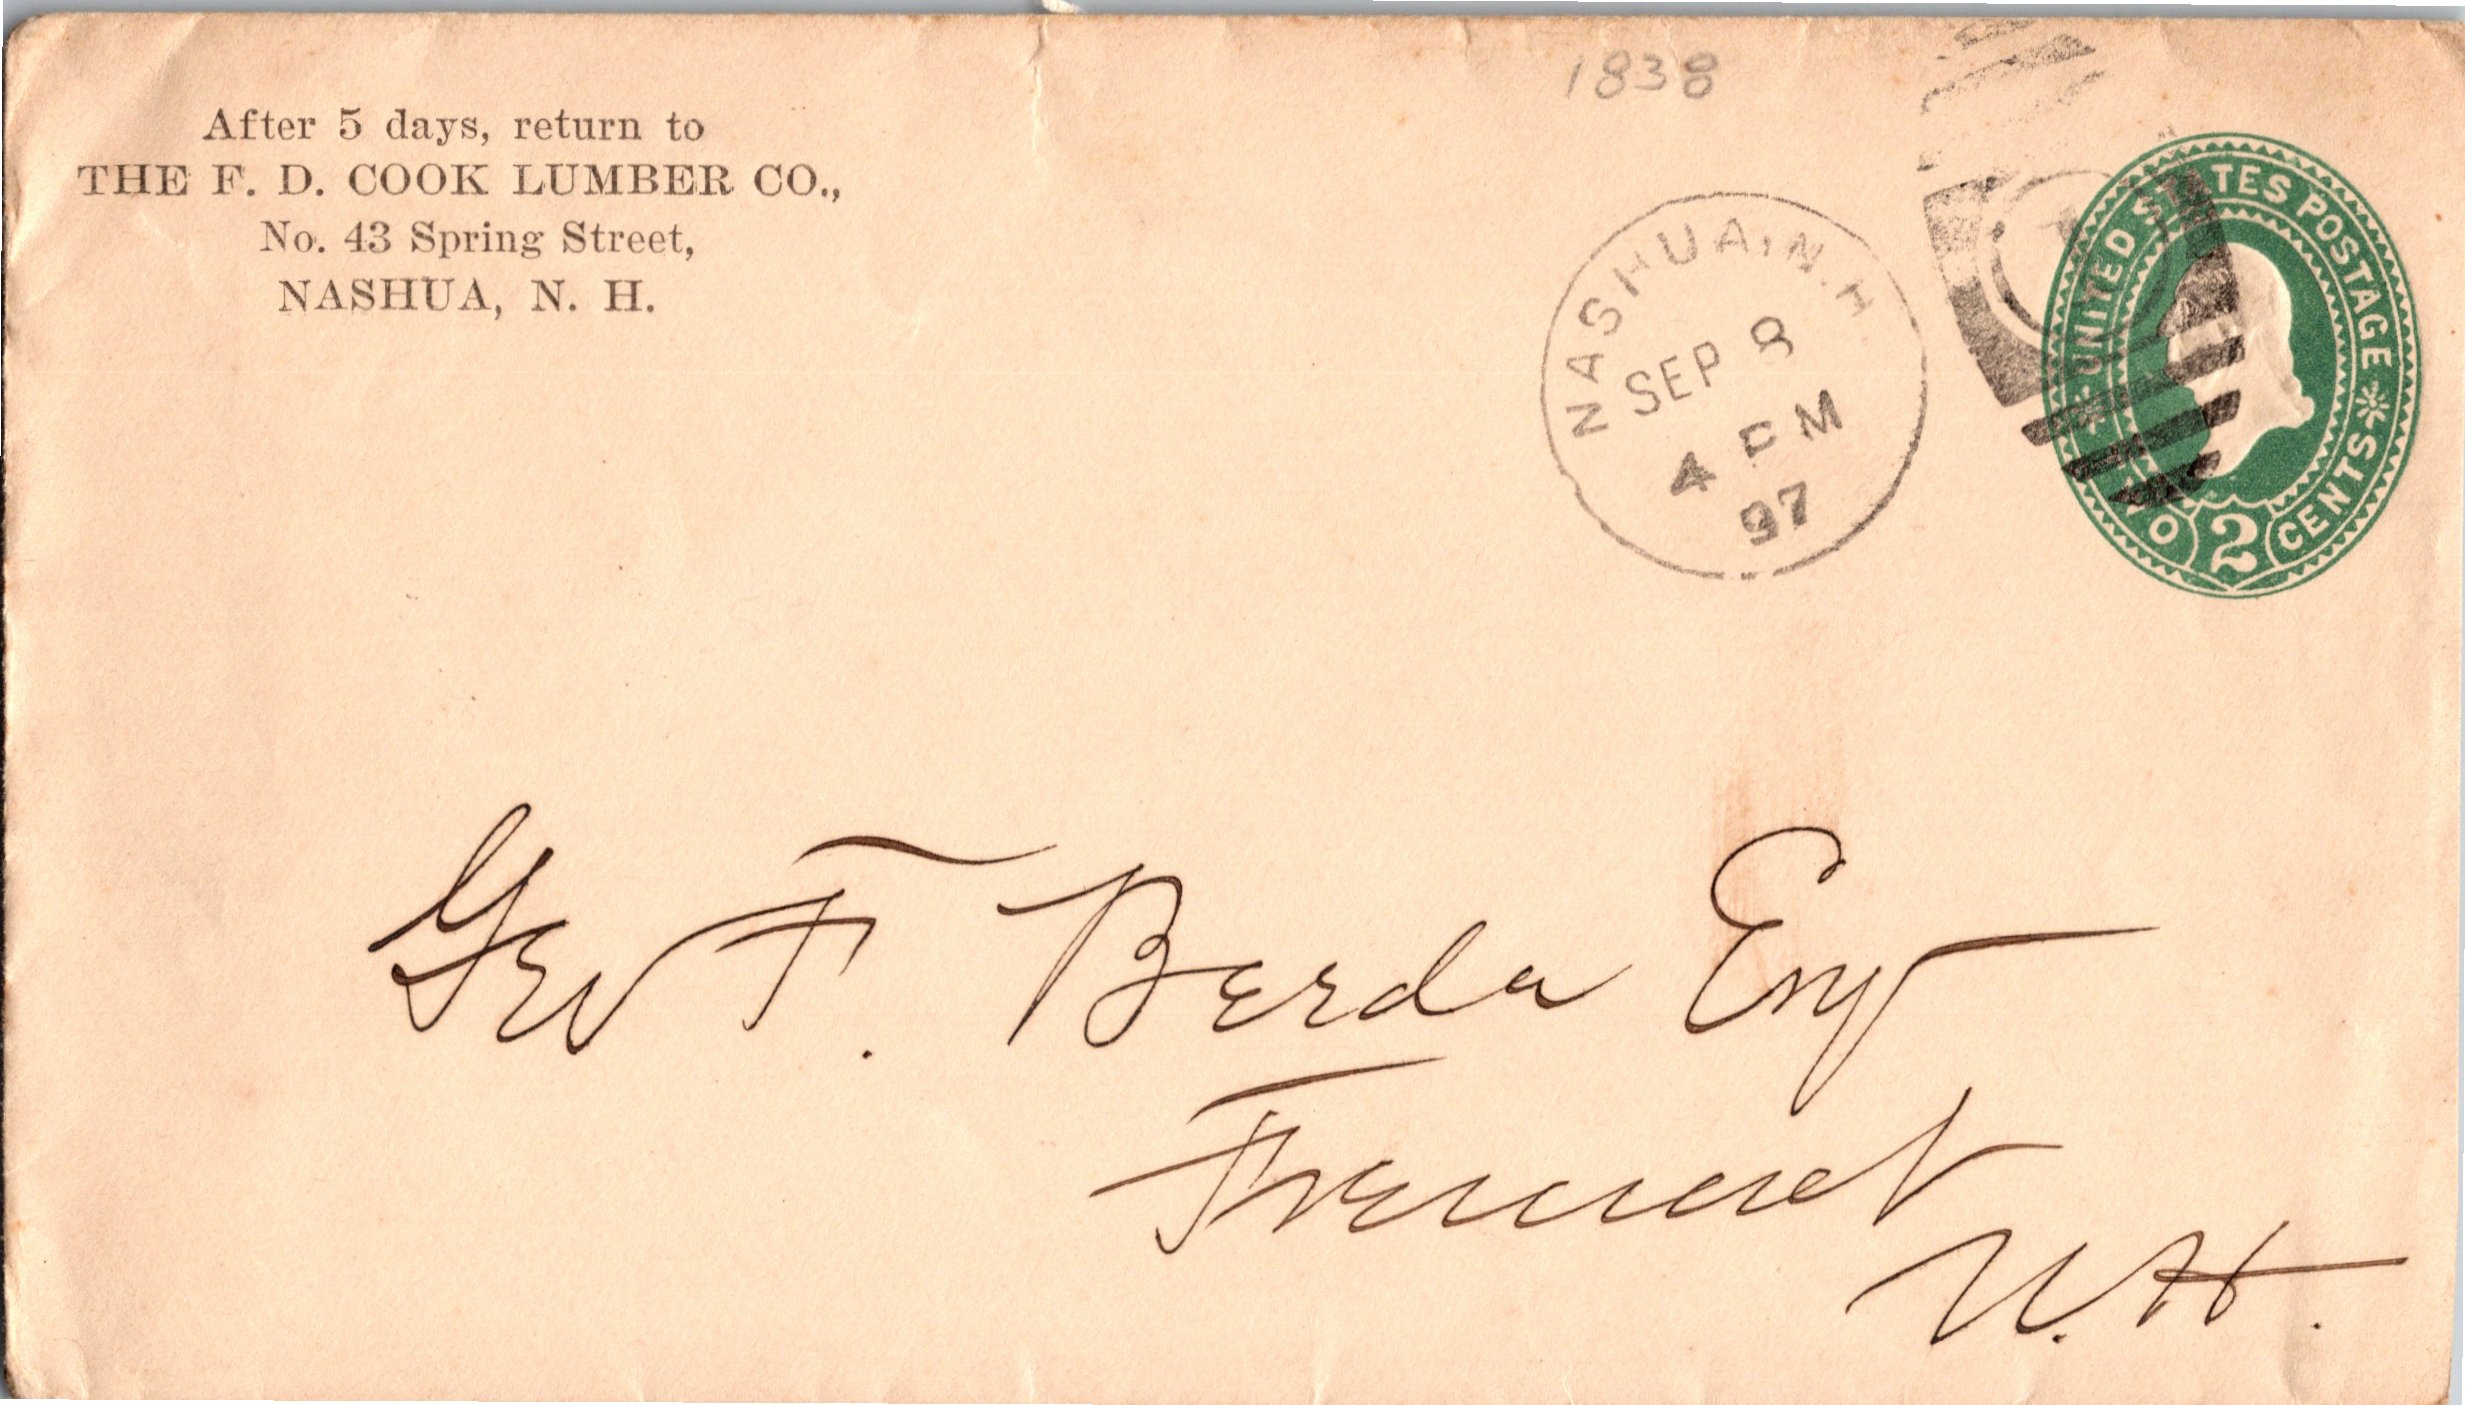 After 5 days, return to
THE F. D. COOK LUMBER CO.,
No. 43 Spring Street,
NASHUA, N. H.
1838
NASHUA, N.H.
SEP 8
4 PM
97
UNITED STATES POSTAGE
TWO 2 CENTS
Geo F. Berda Esq
Fremont
N. H.